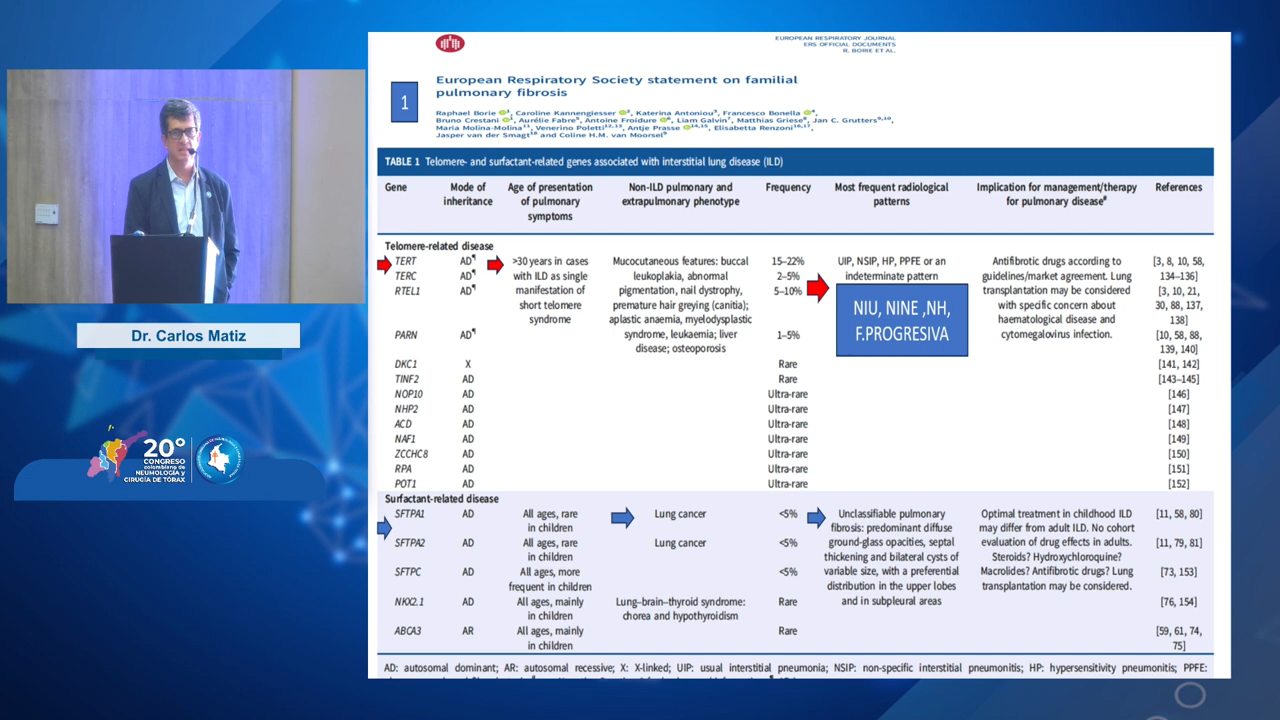 EUROPEAN RESPIRATORY JOURNAL
ERS OFFICIAL DOCUMENTS
R. BORIE ET AL.
1
European Respiratory Society statement on familial
pulmonary fibrosis
Raphael Borie 1, Caroline Kannengiesser 2, Katerina Antoniou3, Francesco Bonella 4,
Bruno Crestani 1, Aurélie Fabre5, Antoine Froidure 6, Liam Galvin7, Matthias Griese8, Jan C. Grutters9,10,
Maria Molina-Molina11, Venerino Poletti12,13, Antje Prasse 14,15, Elisabetta Renzoni16,17,
Jasper van der Smagt18 and Coline H.M. van Moorsel9
TABLE 1 Telomere- and surfactant-related genes associated with interstitial lung disease (ILD)
Gene Mode of inheritance Age of presentation of pulmonary symptoms Non-ILD pulmonary and extrapulmonary phenotype Frequency Most frequent radiological patterns Implication for management/therapy for pulmonary disease# References
Telomere-related disease
TERT AD¶ >30 years in cases Mucocutaneous features: buccal 15–22% UIP, NSIP, HP, PPFE or an Antifibrotic drugs according to [3, 8, 10, 58,
TERC AD¶ with ILD as single leukoplakia, abnormal 2–5% indeterminate pattern guidelines/market agreement. Lung 134–136]
RTEL1 AD¶ manifestation of pigmentation, nail dystrophy, 5–10% transplantation may be considered [3, 10, 21,
short telomere premature hair greying (canitia); with specific concern about 30, 88, 137,
syndrome aplastic anaemia, myelodysplastic haematological disease and 138]
PARN AD¶ syndrome, leukaemia; liver 1–5% cytomegalovirus infection. [10, 58, 88,
disease; osteoporosis 139, 140]
NIU, NINE ,NH,
F.PROGRESIVA
DKC1 X Rare [141, 142]
TINF2 AD Rare [143–145]
NOP10 AD Ultra-rare [146]
NHP2 AD Ultra-rare [147]
ACD AD Ultra-rare [148]
NAF1 AD Ultra-rare [149]
ZCCHC8 AD Ultra-rare [150]
RPA AD Ultra-rare [151]
POT1 AD Ultra-rare [152]
Surfactant-related disease
SFTPA1 AD All ages, rare Lung cancer <5% Unclassifiable pulmonary Optimal treatment in childhood ILD [11, 58, 80]
in children fibrosis: predominant diffuse may differ from adult ILD. No cohort
SFTPA2 AD All ages, rare Lung cancer <5% ground-glass opacities, septal evaluation of drug effects in adults. [11, 79, 81]
in children thickening and bilateral cysts of Steroids? Hydroxychloroquine?
SFTPC AD All ages, more <5% variable size, with a preferential Macrolides? Antifibrotic drugs? Lung [73, 153]
frequent in children distribution in the upper lobes transplantation may be considered.
NKX2.1 AD All ages, mainly Lung–brain–thyroid syndrome: Rare and in subpleural areas [76, 154]
in children chorea and hypothyroidism
ABCA3 AR All ages, mainly Rare [59, 61, 74,
in children 75]
AD: autosomal dominant; AR: autosomal recessive; X: X-linked; UIP: usual interstitial pneumonia; NSIP: non-specific interstitial pneumonitis; HP: hypersensitivity pneumonitis; PPFE:
Dr. Carlos Matiz
20°
CONGRESO
colombiano de
NEUMOLOGÍA y
CIRUGÍA DE TÓRAX